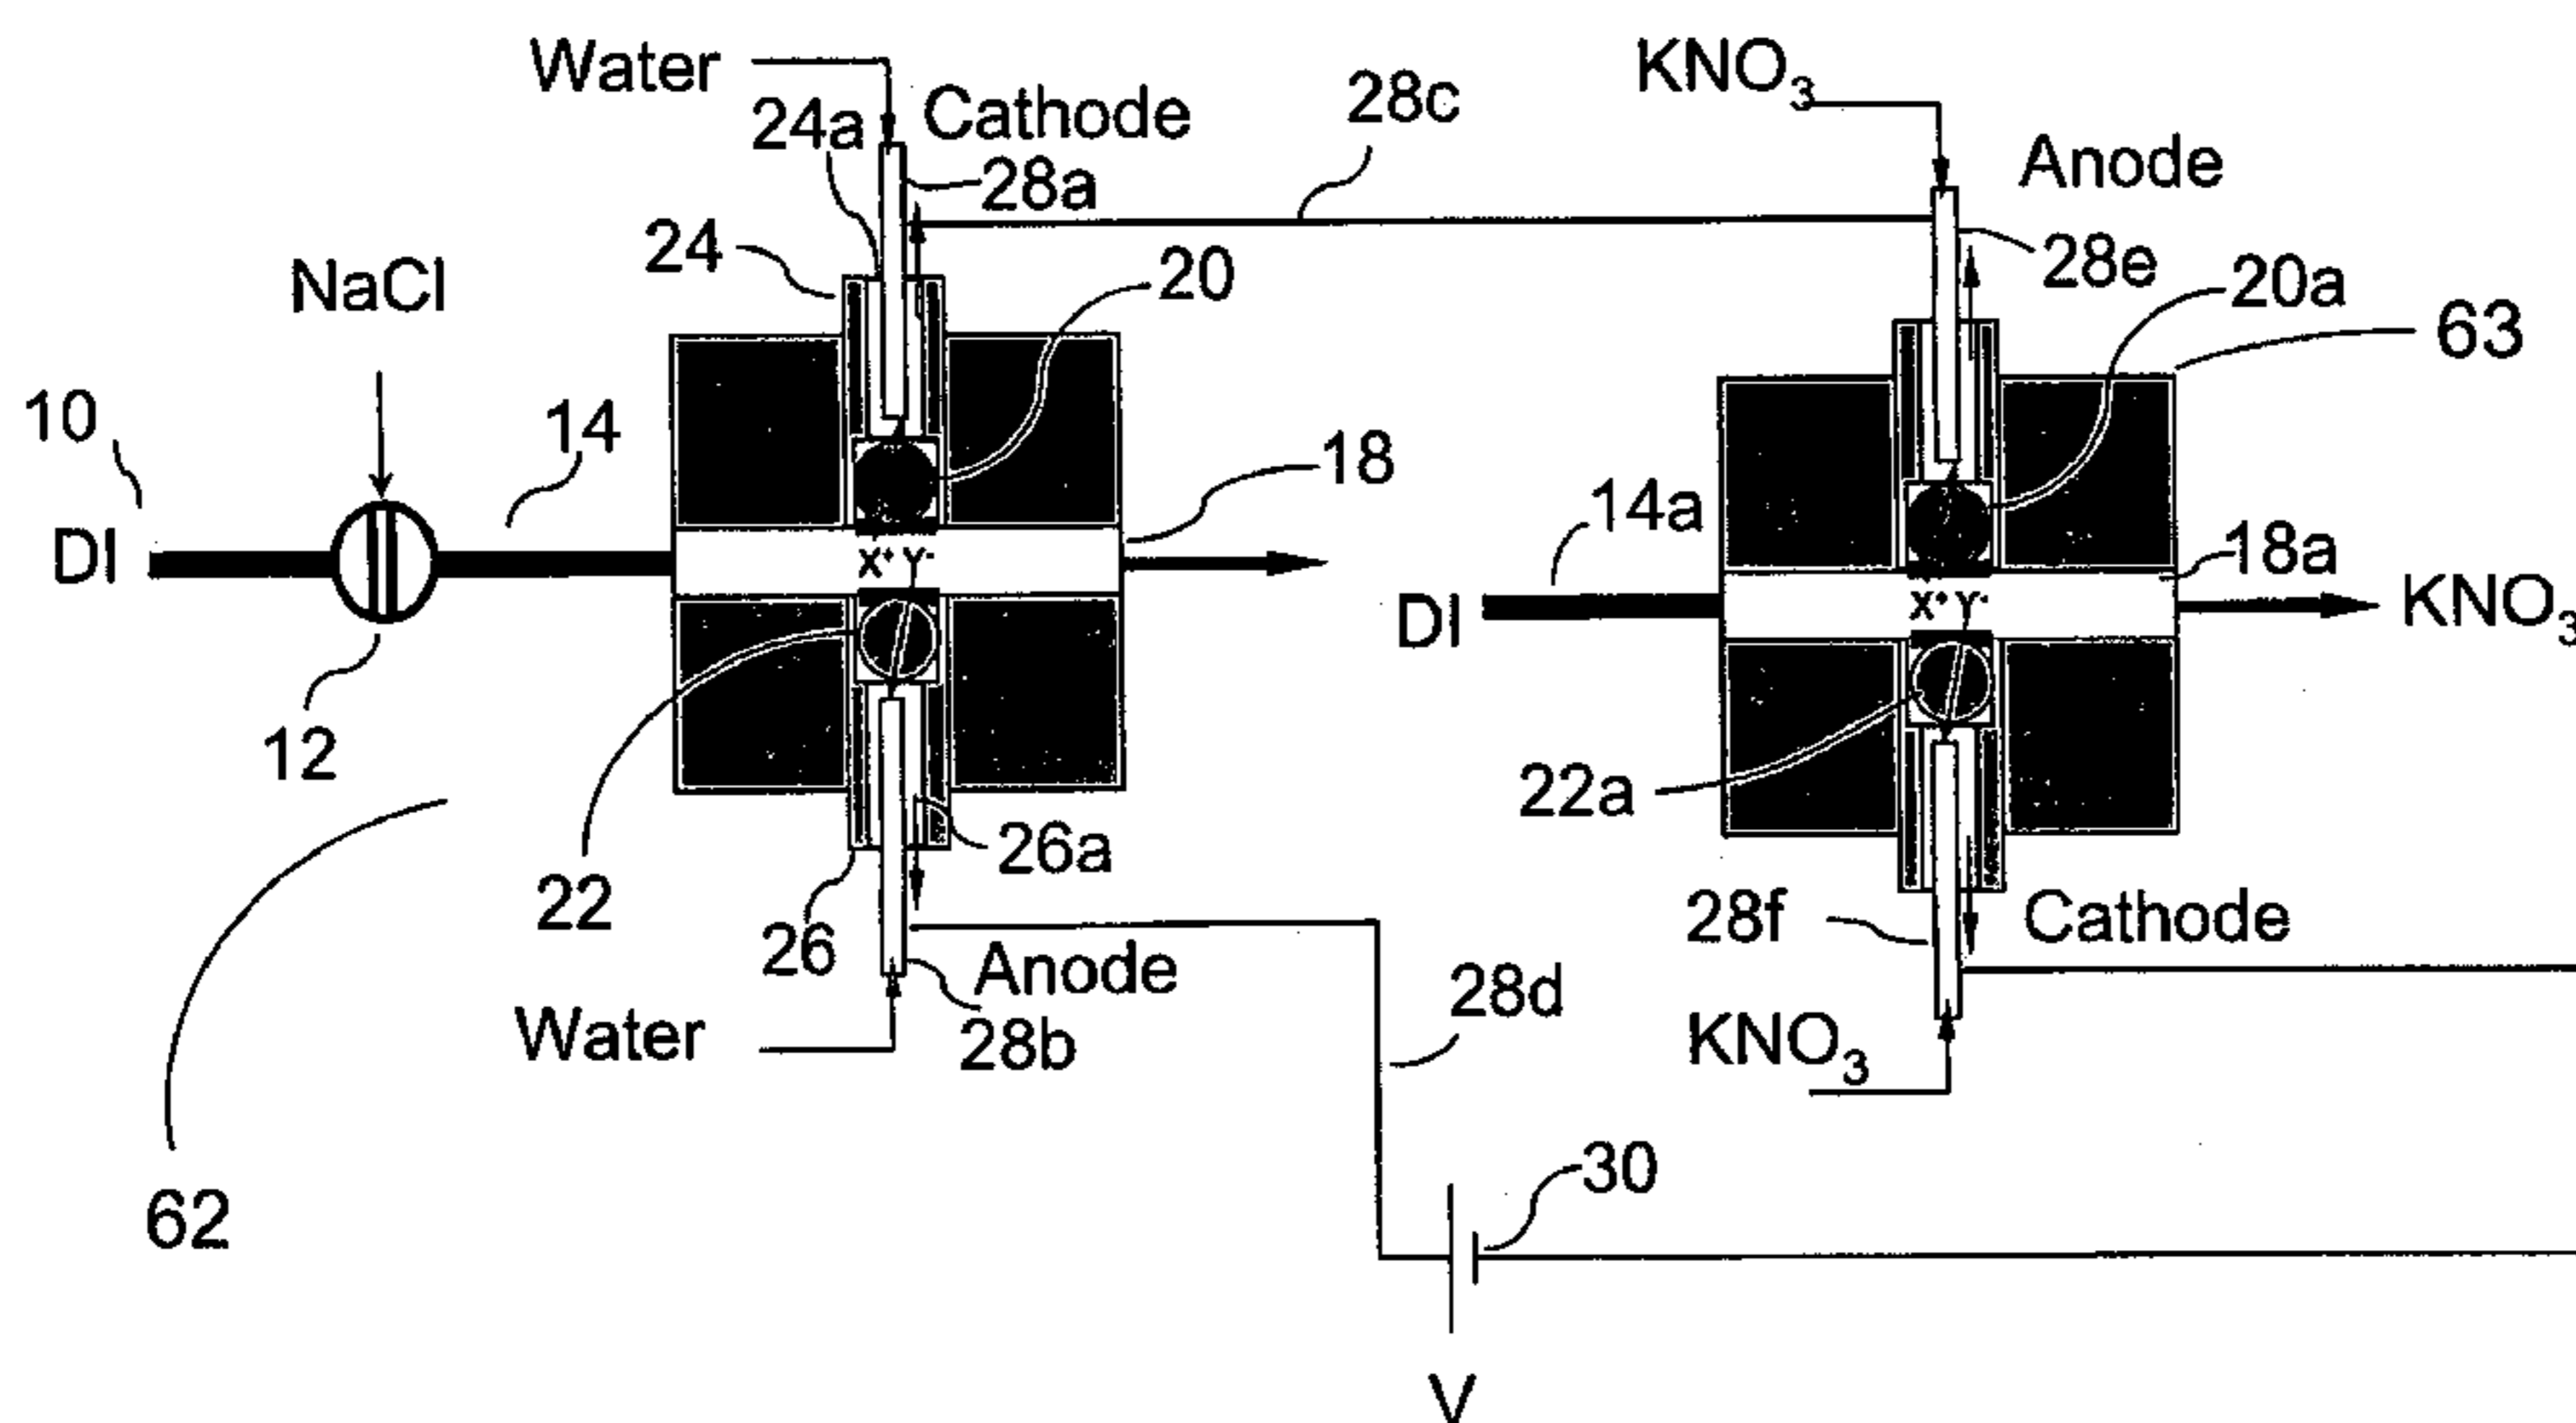 Water
KNO₃
24a
Cathode
28c
Anode
28a
24
28e
NaCl
20
20a
63
10
14
18
DI
14a
18a
X⁺ Y⁻
X⁺ Y⁻
DI
KNO₃
12
22a
26a
22
28f
Cathode
26
Anode
28d
Water
28b
KNO₃
30
62
V